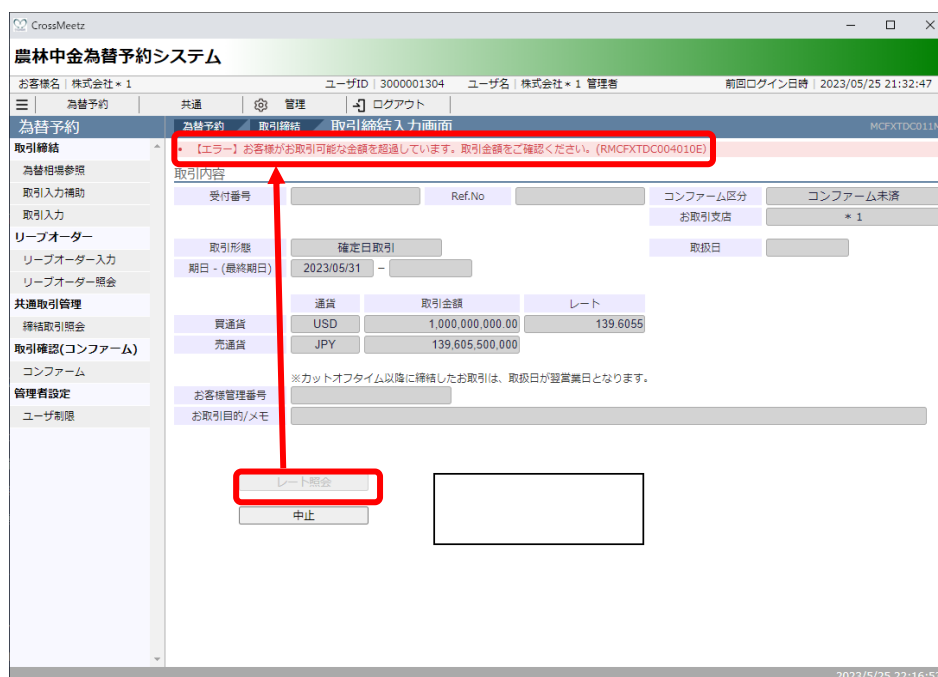 CrossMeetz
農林中金為替予約システム
お客様名 株式会社＊1 ユーザID 3000001304 ユーザ名 株式会社＊1 管理者 前回ログイン日時 2023/05/25 21:32:47
為替予約 共通 管理 ログアウト
為替予約
為替予約 取引締結 取引締結入力画面 MCFXTDC011M
取引締結
為替相場参照
取引入力補助
取引入力
リーブオーダー
リーブオーダー入力
リーブオーダー照会
共通取引管理
締結取引照会
取引確認(コンファーム)
コンファーム
管理者設定
ユーザ制限
・【エラー】お客様がお取引可能な金額を超過しています。取引金額をご確認ください。(RMCFXTDC004010E)
取引内容
受付番号 Ref.No コンファーム区分 コンファーム未済
お取引支店 ＊1
取引形態 確定日取引 取扱日
期日 - (最終期日) 2023/05/31 －
通貨 取引金額 レート
買通貨 USD 1,000,000,000.00 139.6055
売通貨 JPY 139,605,500,000
※カットオフタイム以降に締結したお取引は、取扱日が翌営業日となります。
お客様管理番号
お取引目的/メモ
レート照会
中止